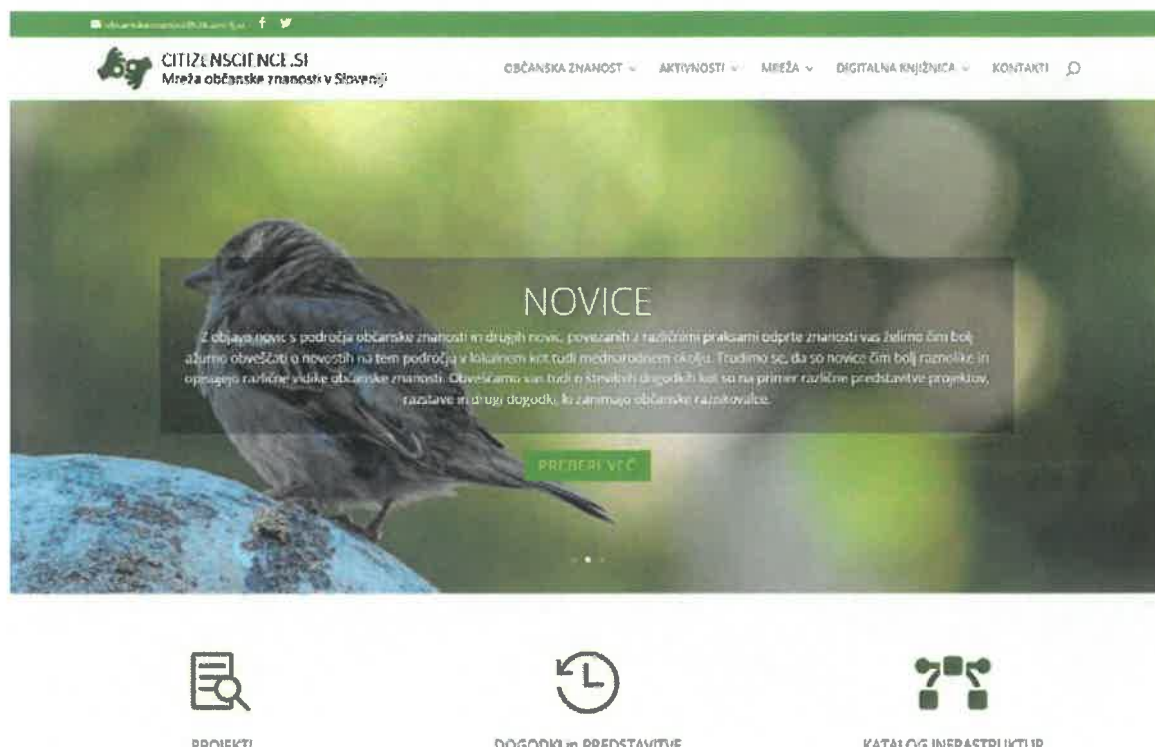 CITIZENSCIENCE.SI
Mreža občanske znanosti v Sloveniji
OBČANSKA ZNANOST
AKTIVNOSTI
MREŽA
DIGITALNA KNJIŽNICA
KONTAKTI
NOVICE
Z objavo novic s področja občanske znanosti in drugih novic, povezanih z različnimi praksami odprte znanosti vas želimo čim bolj
ažurno obveščati o novostih na tem področju v lokalnem kot tudi mednarodnem okolju. Trudimo se, da so novice čim bolj raznolike in
opisujejo različne vidike občanske znanosti. Obveščamo vas tudi o številnih dogodkih kot so na primer različne predstavitve projektov,
razstave in drugi dogodki, ki zanimajo občanske raziskovalce.
PREBERI VEČ
PROJEKTI
DOGODKI in PREDSTAVITVE
KATALOG INFRASTRUKTUR